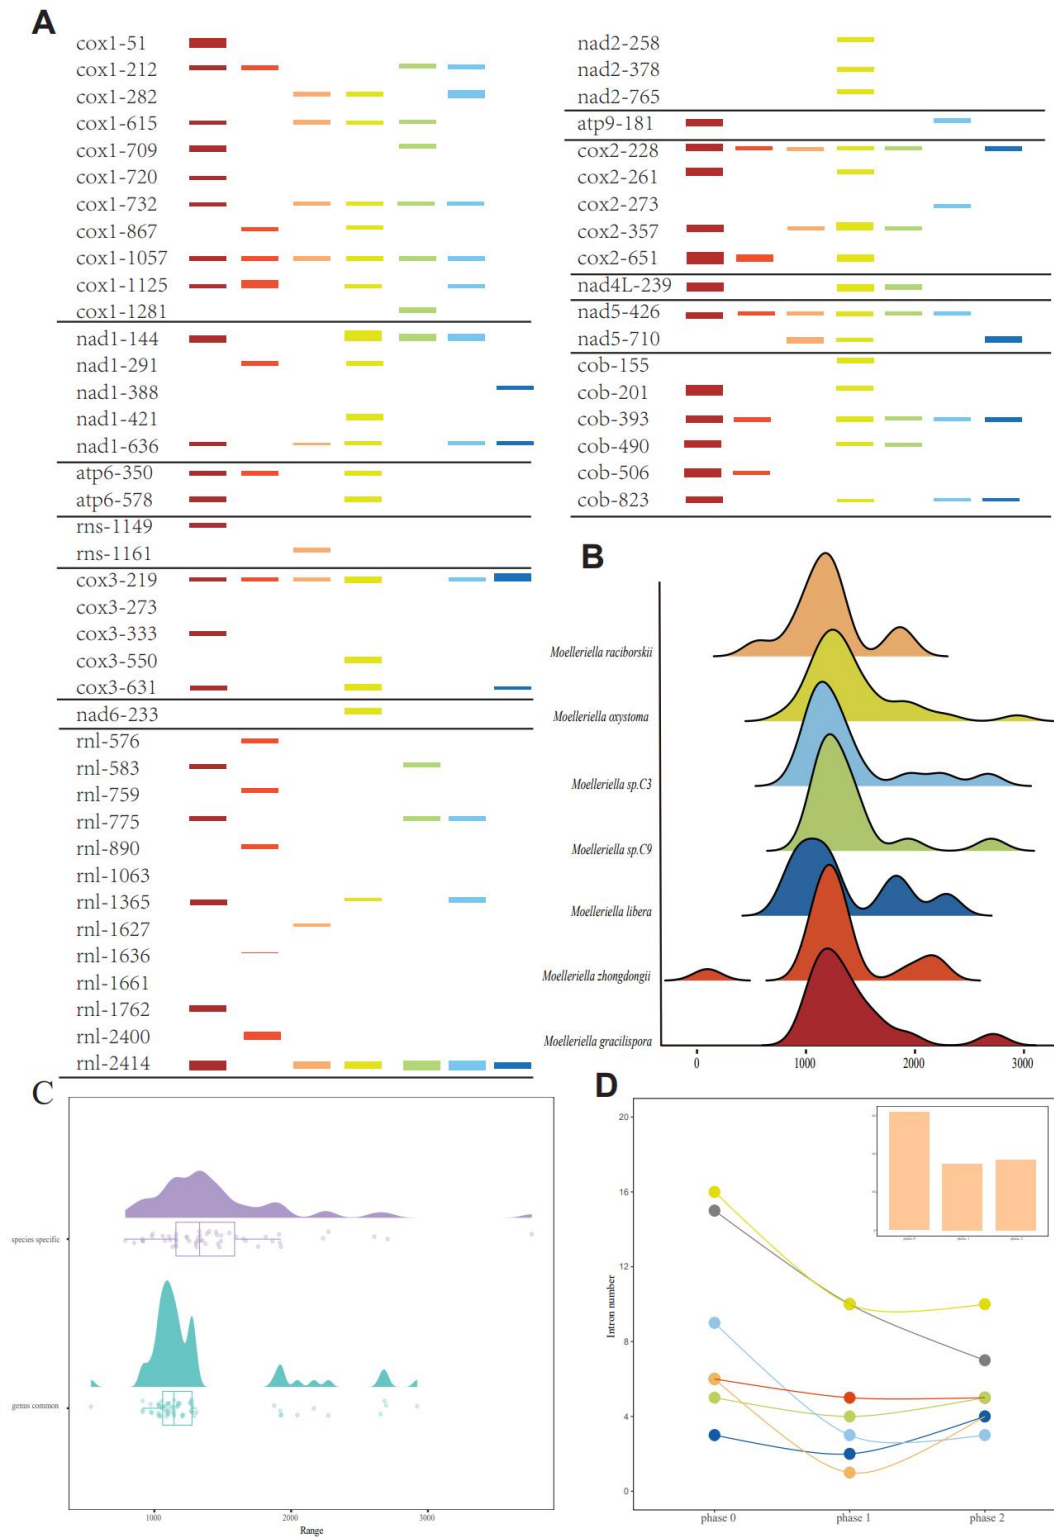 A
cox1-51
cox1-212
cox1-282
cox1-615
cox1-709
cox1-720
cox1-732
cox1-867
cox1-1057
cox1-1125
cox1-1281
nad1-144
nad1-291
nad1-388
nad1-421
nad1-636
atp6-350
atp6-578
rns-1149
rns-1161
cox3-219
cox3-273
cox3-333
cox3-550
cox3-631
nad6-233
rnl-576
rnl-583
rnl-759
rnl-775
rnl-890
rnl-1063
rnl-1365
rnl-1627
rnl-1636
rnl-1661
rnl-1762
rnl-2400
rnl-2414
nad2-258
nad2-378
nad2-765
atp9-181
cox2-228
cox2-261
cox2-273
cox2-357
cox2-651
nad4L-239
nad5-426
nad5-710
cob-155
cob-201
cob-393
cob-490
cob-506
cob-823
B
Moelleriella raciborskii
Moelleriella oxystoma
Moelleriella sp.C3
Moelleriella sp.C9
Moelleriella libera
Moelleriella zhongdongii
Moelleriella gracilispora
0 1000 2000 3000
C
species specific
genus common
1000 2000 3000
Range
D
20
16
12
8
4
0
Intron number
phase 0 phase 1 phase 2
phase 0 phase 1 phase 2